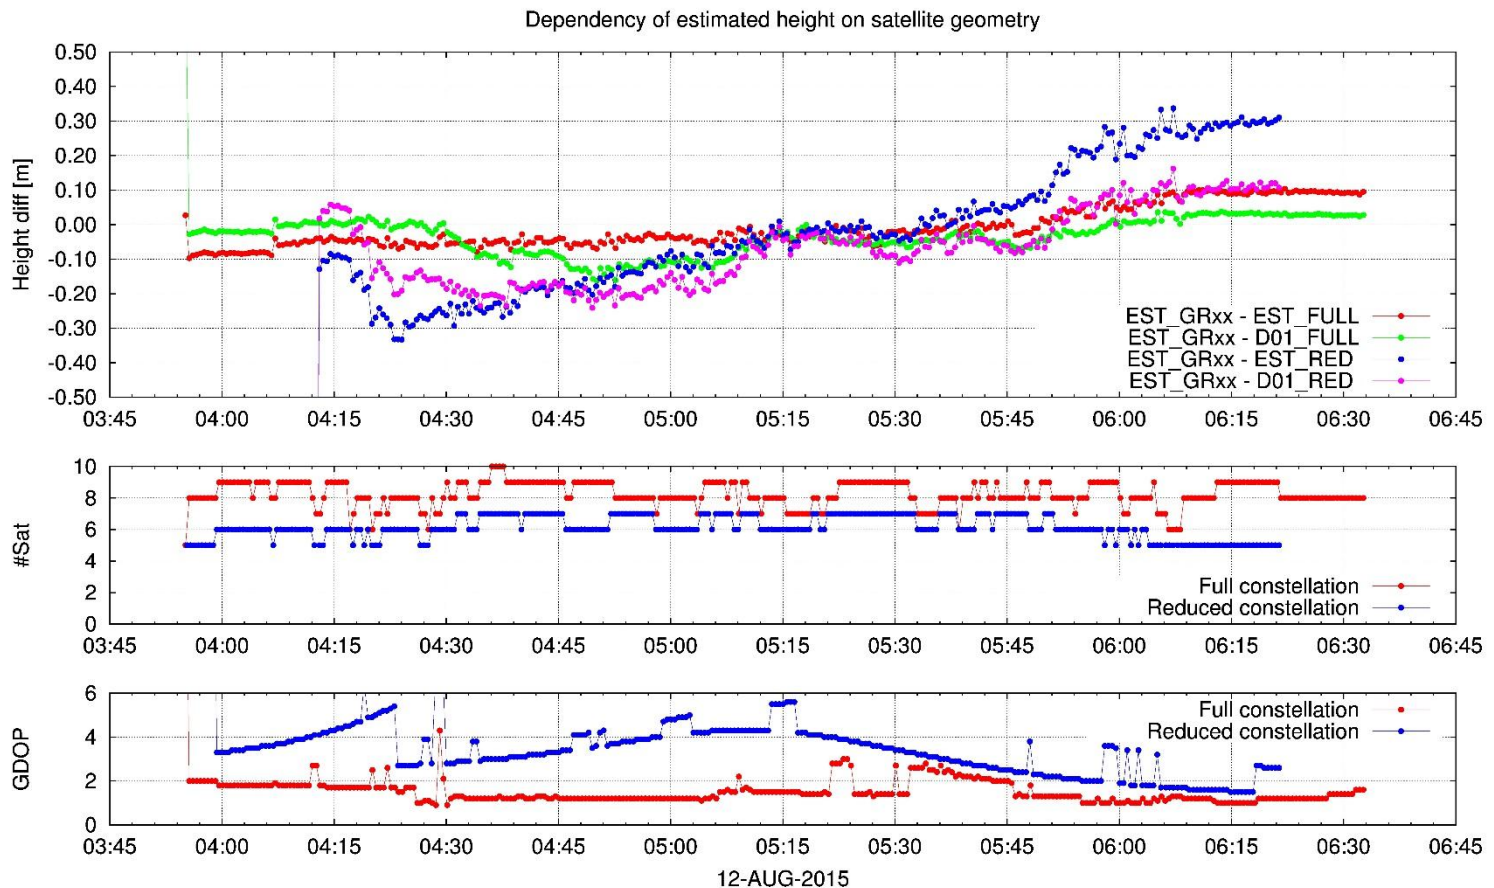 Dependency of estimated height on satellite geometry
0.50
0.40
0.30
0.20
0.10
0.00
-0.10
-0.20
-0.30
-0.40
-0.50
Height diff [m]
EST_GRxx - EST_FULL
EST_GRxx - D01_FULL
EST_GRxx - EST_RED
EST_GRxx - D01_RED
03:45 04:00 04:15 04:30 04:45 05:00 05:15 05:30 05:45 06:00 06:15 06:30 06:45
10
8
6
4
2
0
#Sat
Full constellation
Reduced constellation
03:45 04:00 04:15 04:30 04:45 05:00 05:15 05:30 05:45 06:00 06:15 06:30 06:45
6
4
2
0
GDOP
Full constellation
Reduced constellation
03:45 04:00 04:15 04:30 04:45 05:00 05:15 05:30 05:45 06:00 06:15 06:30 06:45
12-AUG-2015